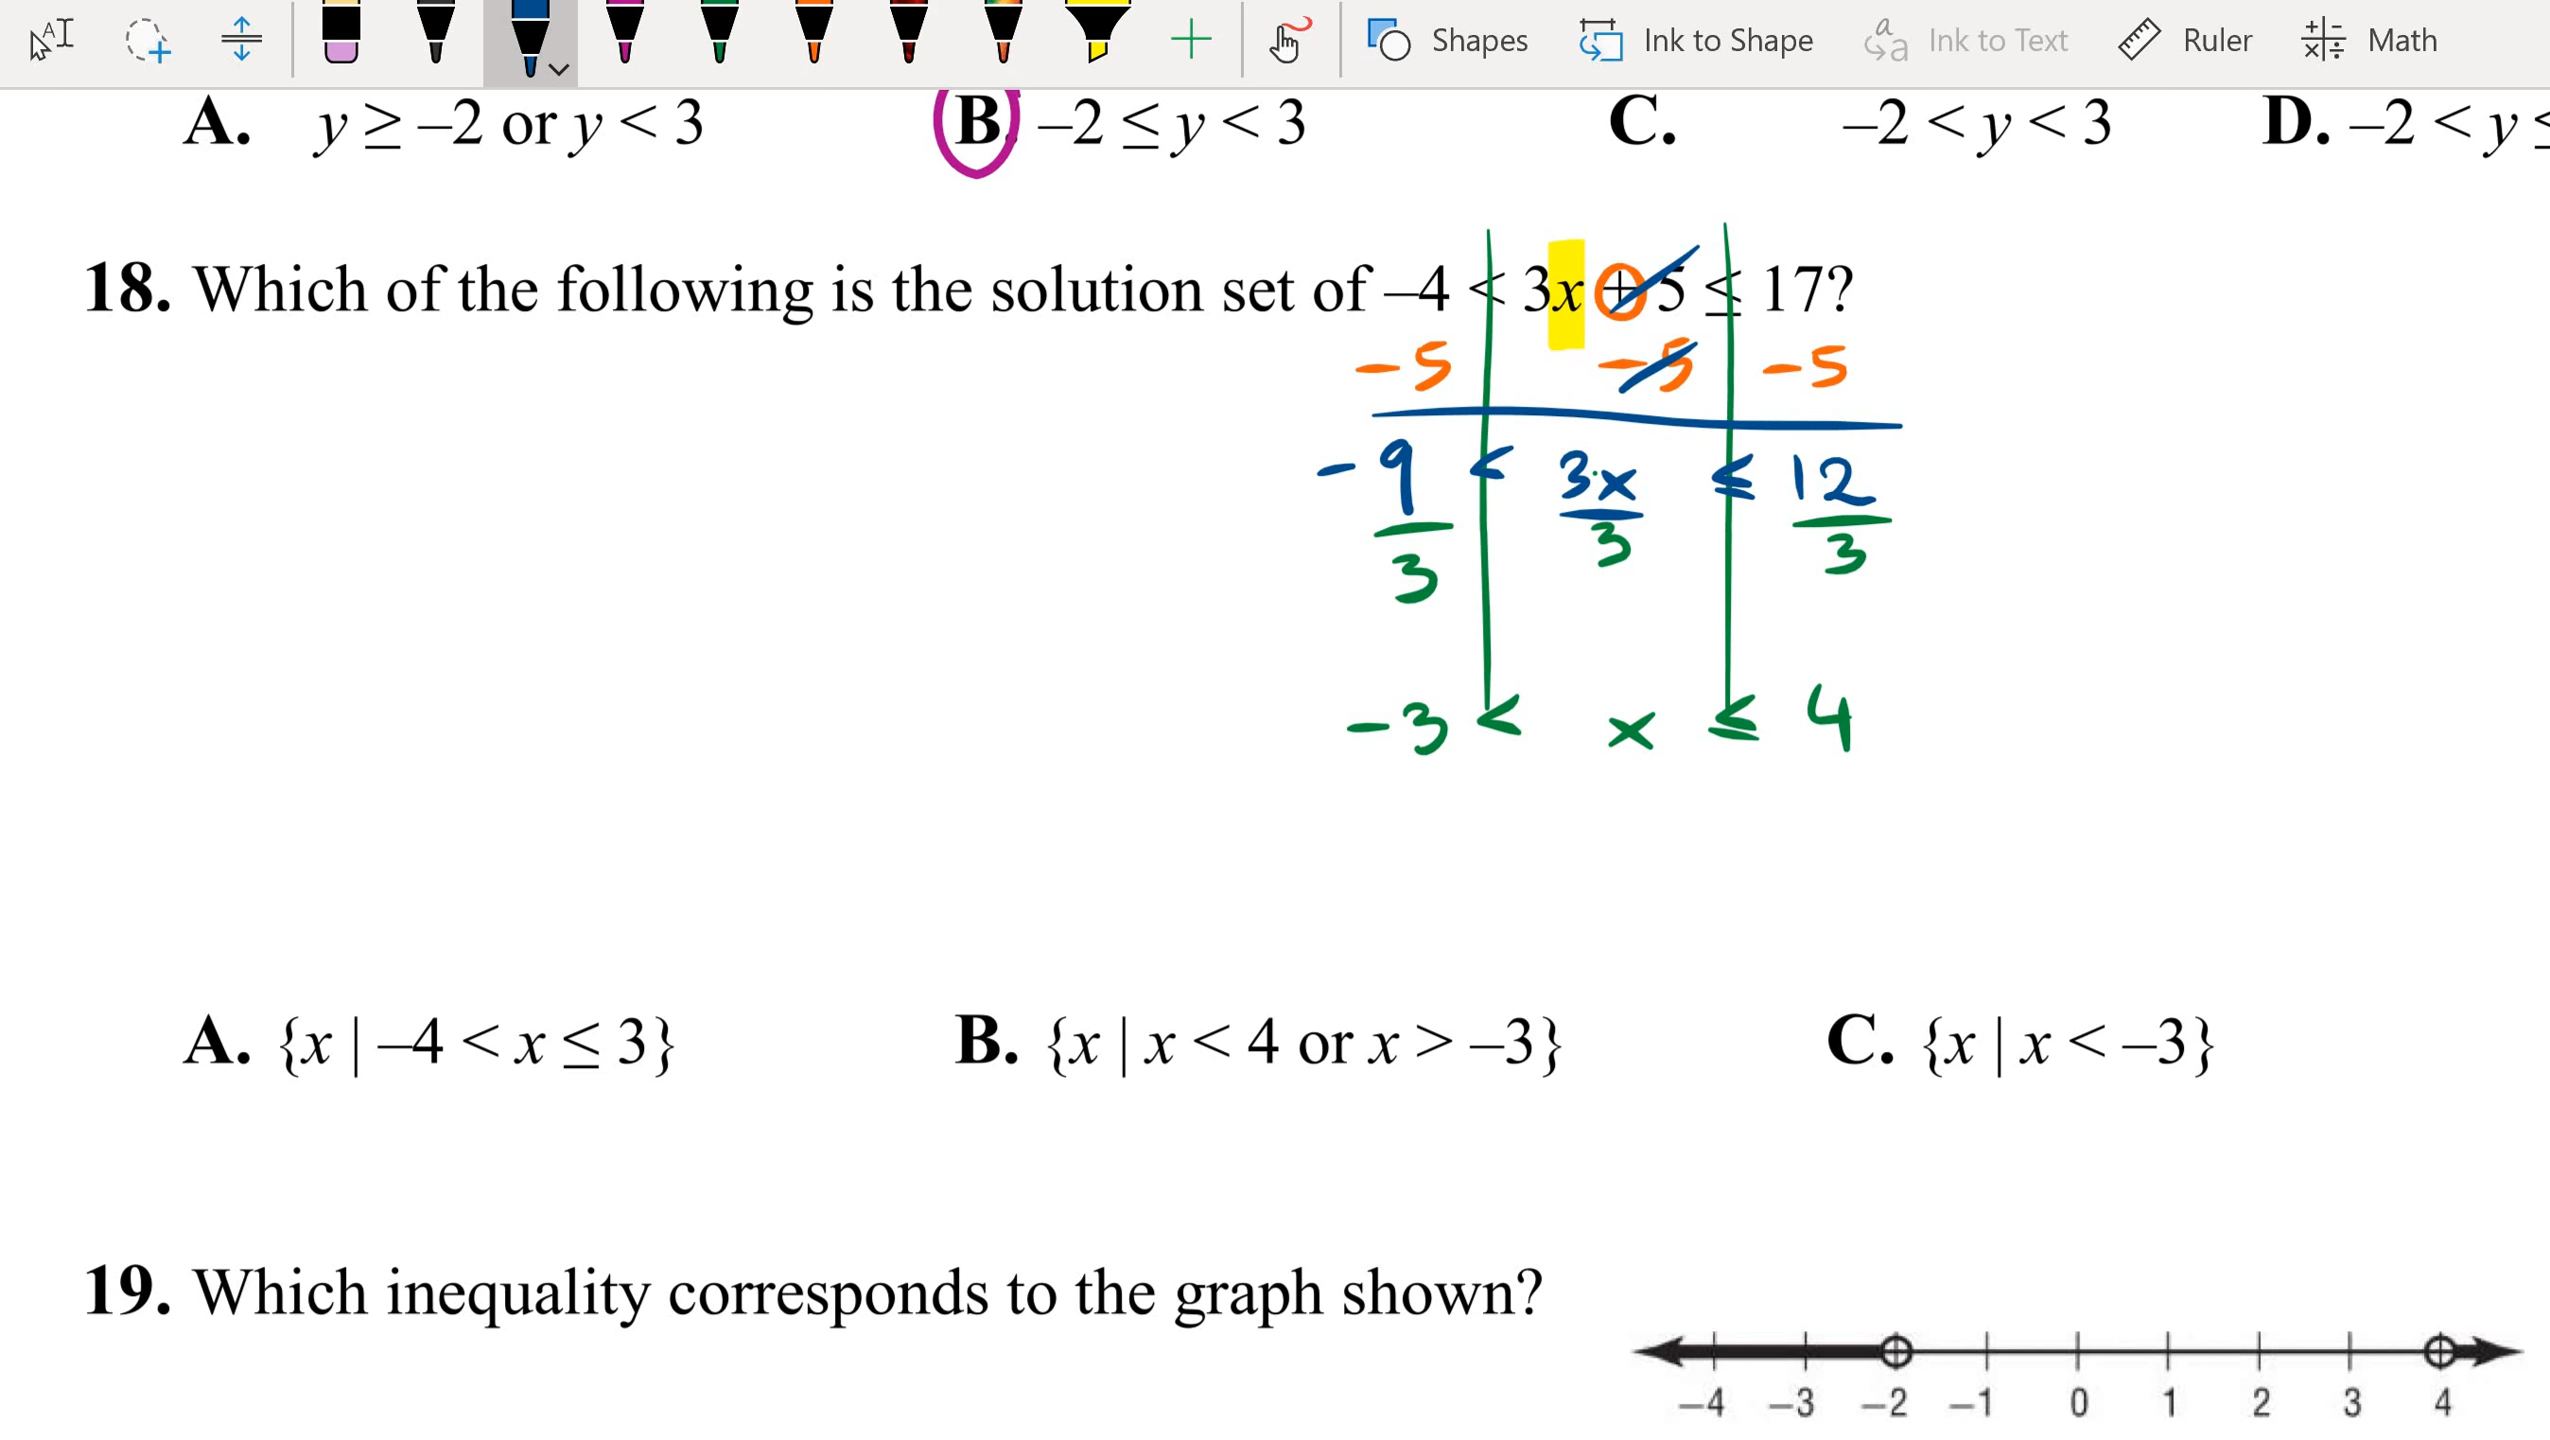 Shapes Ink to Shape Ink to Text Ruler Math
A. y ≥ –2 or y < 3 B. –2 ≤ y < 3 C. –2 < y < 3 D. –2 < y ≤
18. Which of the following is the solution set of –4 < 3x + 5 ≤ 17?
-5 -5 -5
-9 < 3x ≤ 12
3 3 3
-3 < x ≤ 4
A. {x | –4 < x ≤ 3} B. {x | x < 4 or x > –3} C. {x | x < –3}
19. Which inequality corresponds to the graph shown?
–4 –3 –2 –1 0 1 2 3 4